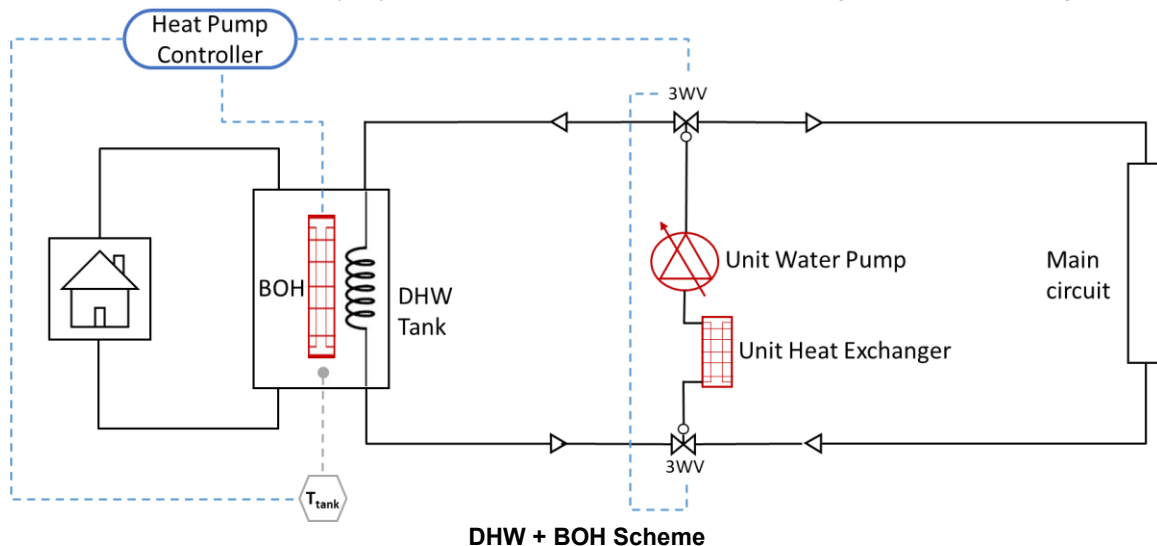 Heat Pump
Controller
3WV
BOH
DHW
Tank
Unit Water Pump
Unit Heat Exchanger
Main
circuit
3WV
Ttank
DHW + BOH Scheme